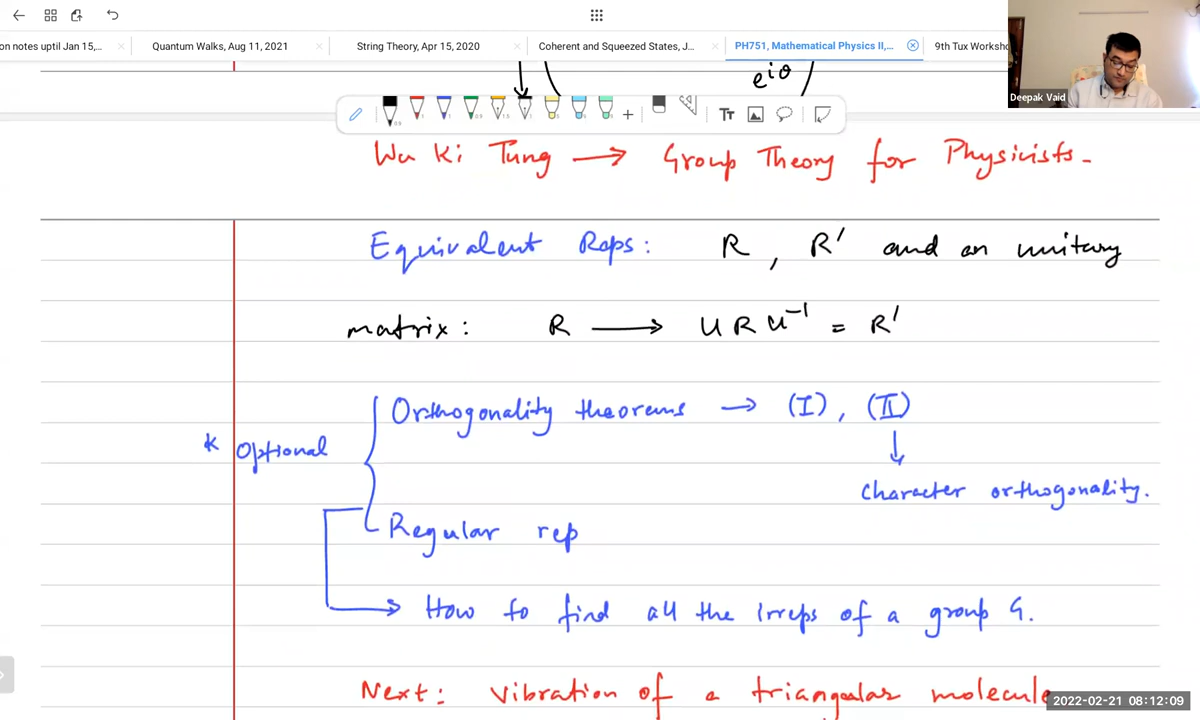 on notes uptil Jan 15,... Quantum Walks, Aug 11, 2021 String Theory, Apr 15, 2020 Coherent and Squeezed States, J... PH751, Mathematical Physics II,... 9th Tux Worksho
Deepak Vaid
e^{iθ}
Wu Ki Tung → Group Theory for Physicists.
Equivalent Reps: R, R' and an unitary
matrix: R → U R U^{-1} = R'
Orthogonality theorems → (I), (II)
* Optional
↓
Character orthogonality.
Regular rep
→ How to find all the irreps of a group G.
Next: Vibration of a triangular molecule
2022-02-21 08:12:09